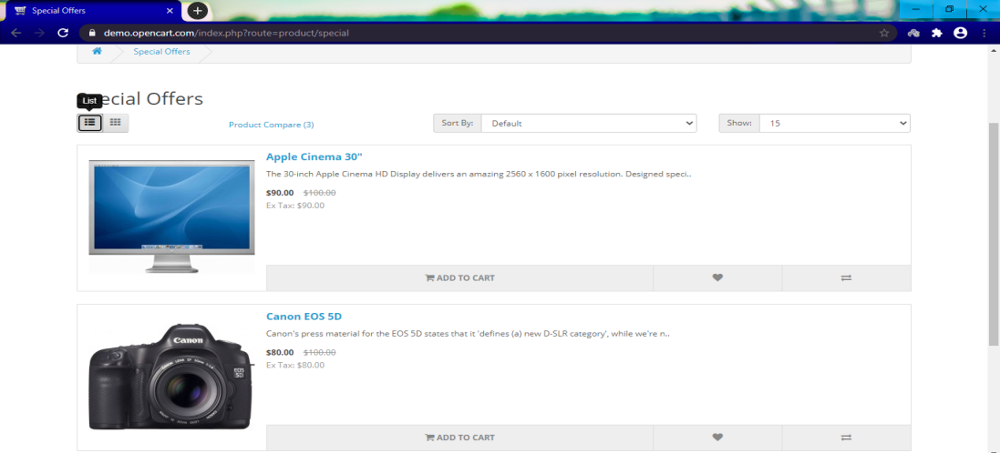 Special Offers
demo.opencart.com/index.php?route=product/special
Special Offers
Special Offers
List
Product Compare (3)
Sort By: Default
Show: 15
Apple Cinema 30"
The 30-inch Apple Cinema HD Display delivers an amazing 2560 x 1600 pixel resolution. Designed speci..
$90.00 $100.00
Ex Tax: $90.00
ADD TO CART
Canon EOS 5D
Canon's press material for the EOS 5D states that it 'defines (a) new D-SLR category', while we're n..
$80.00 $100.00
Ex Tax: $80.00
Canon
EOS
5D
ADD TO CART